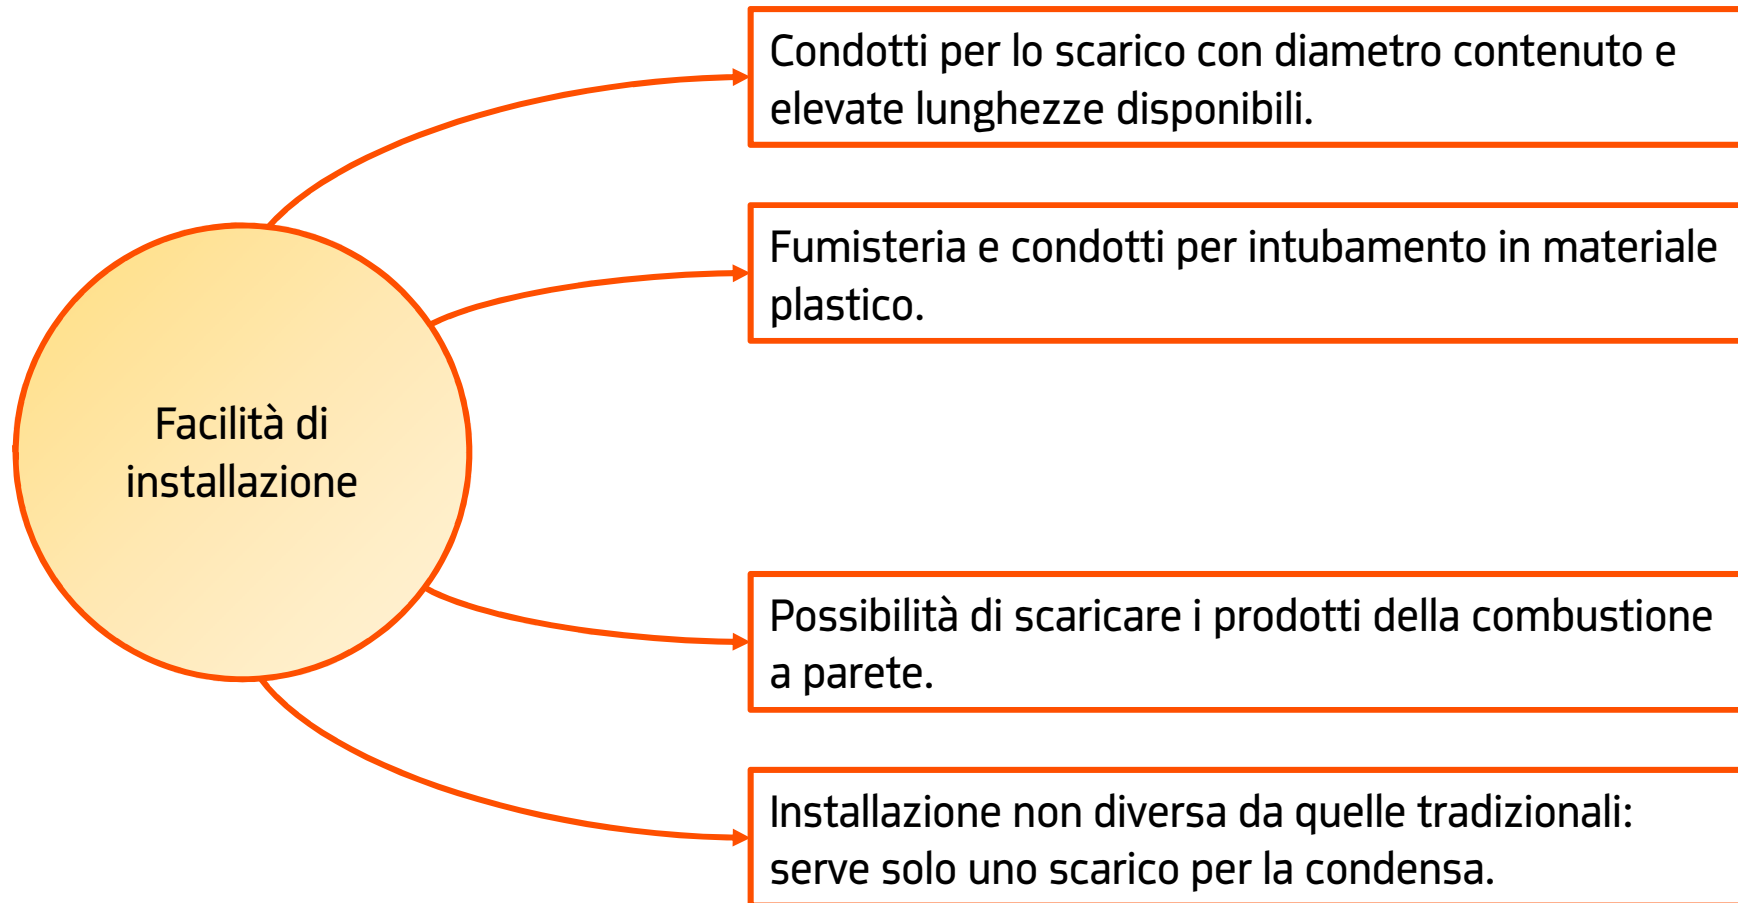 Condotti per lo scarico con diametro contenuto e
elevate lunghezze disponibili.
Fumisteria e condotti per intubamento in materiale
plastico.
Facilità di
installazione
Possibilità di scaricare i prodotti della combustione
a parete.
Installazione non diversa da quelle tradizionali:
serve solo uno scarico per la condensa.